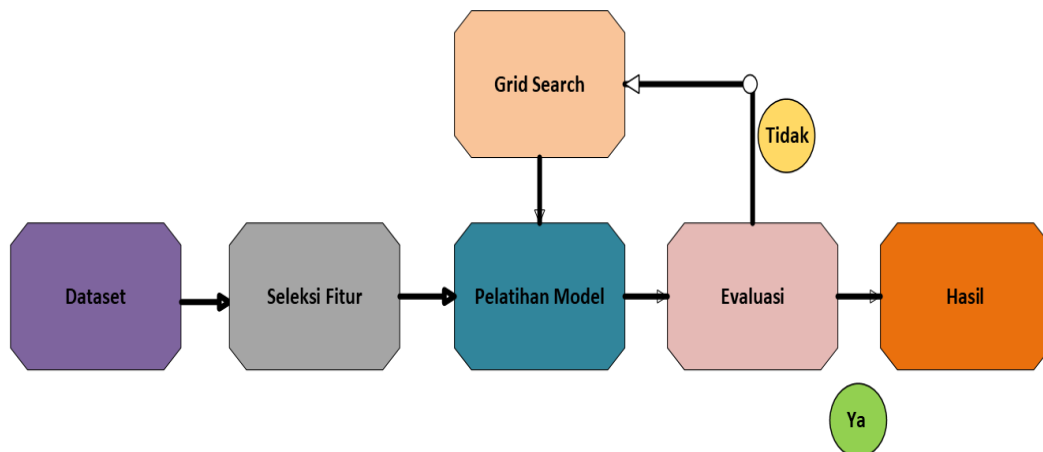 Grid Search
Tidak
Dataset
Seleksi Fitur
Pelatihan Model
Evaluasi
Hasil
Ya